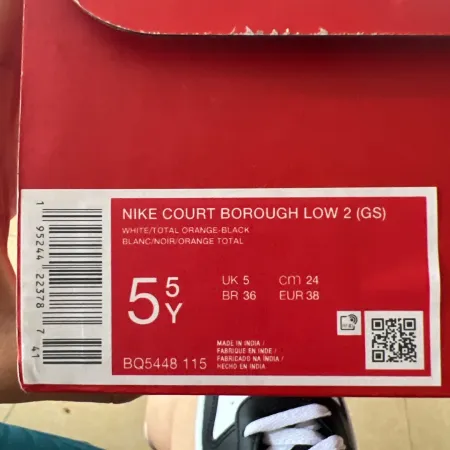 NIKE COURT BOROUGH LOW 2 (GS)
WHITE/TOTAL ORANGE-BLACK
BLANC/NOIR/ORANGE TOTAL
5 5 Y
UK 5 cm 24
BR 36 EUR 38
MADE IN INDIA /
FABRIQUE EN INDE /
FABRICADO NA ÍNDIA /
HECHO EN INDIA
BQ5448 115
1 95244 22378 7 41